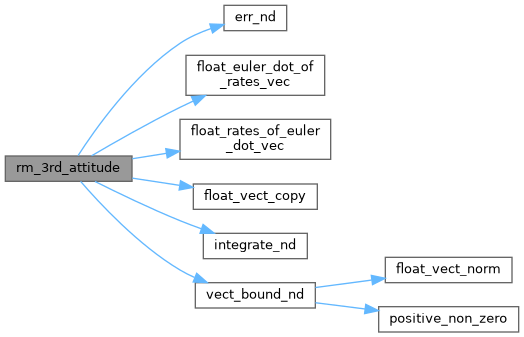 err_nd
float_euler_dot_of
_rates_vec
float_rates_of_euler
_dot_vec
rm_3rd_attitude
float_vect_copy
integrate_nd
float_vect_norm
vect_bound_nd
positive_non_zero